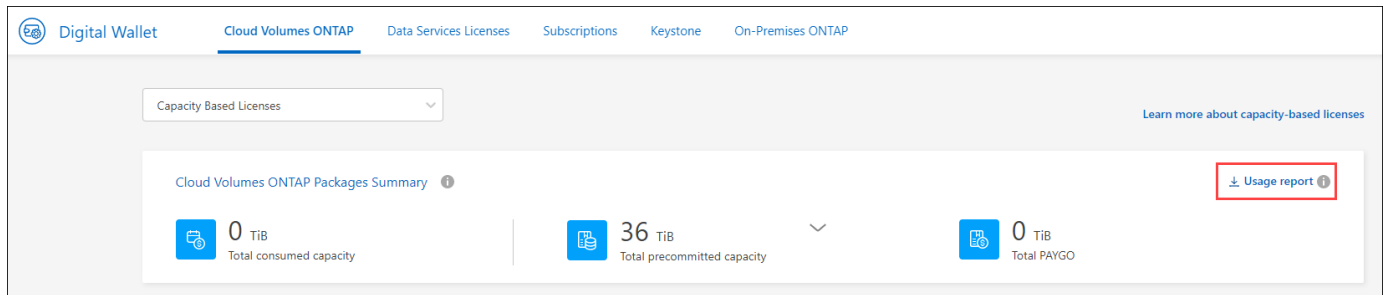 Digital Wallet
Cloud Volumes ONTAP
Data Services Licenses
Subscriptions
Keystone
On-Premises ONTAP
Capacity Based Licenses
Learn more about capacity-based licenses
Cloud Volumes ONTAP Packages Summary
Usage report
0 TiB
Total consumed capacity
36 TiB
Total precommitted capacity
0 TiB
Total PAYGO